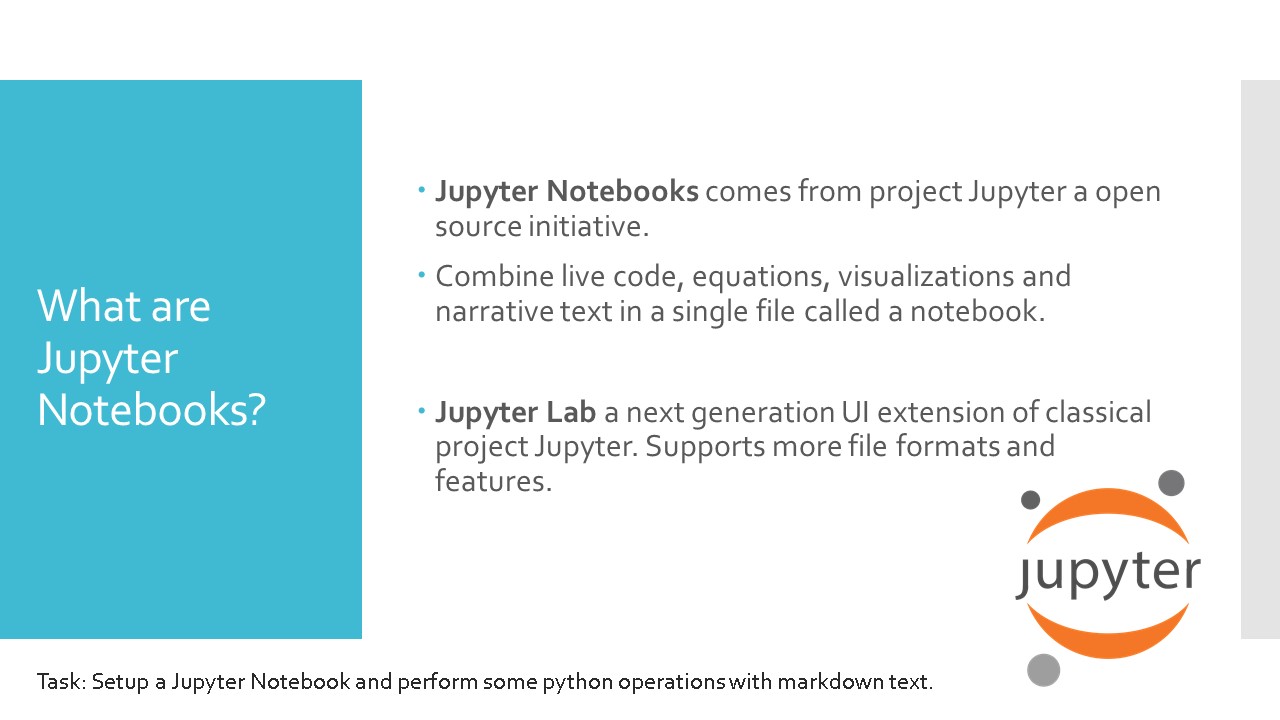 What are
Jupyter
Notebooks?
• Jupyter Notebooks comes from project Jupyter a open
source initiative.
• Combine live code, equations, visualizations and
narrative text in a single file called a notebook.
• Jupyter Lab a next generation UI extension of classical
project Jupyter. Supports more file formats and
features.
jupyter
Task: Setup a Jupyter Notebook and perform some python operations with markdown text.